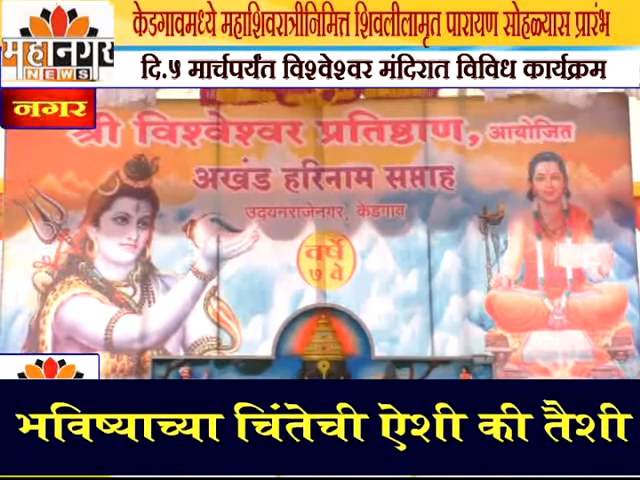 केडगावमध्ये महाशिवरात्रीनिमित्त शिवलीलामृत पारायण सोहळ्यास प्रारंभ
महानगर
NEWS
दि.५ मार्चपर्यंत विश्वेश्वर मंदिरात विविध कार्यक्रम
नगर
श्री विश्वेश्वर प्रतिष्ठाण, आयोजित
अखंड हरिनाम सप्ताह
उदयनराजेनगर, केडगाव
वर्षे
७ वे
भविष्याच्या चिंतेची ऐशी की तैशी